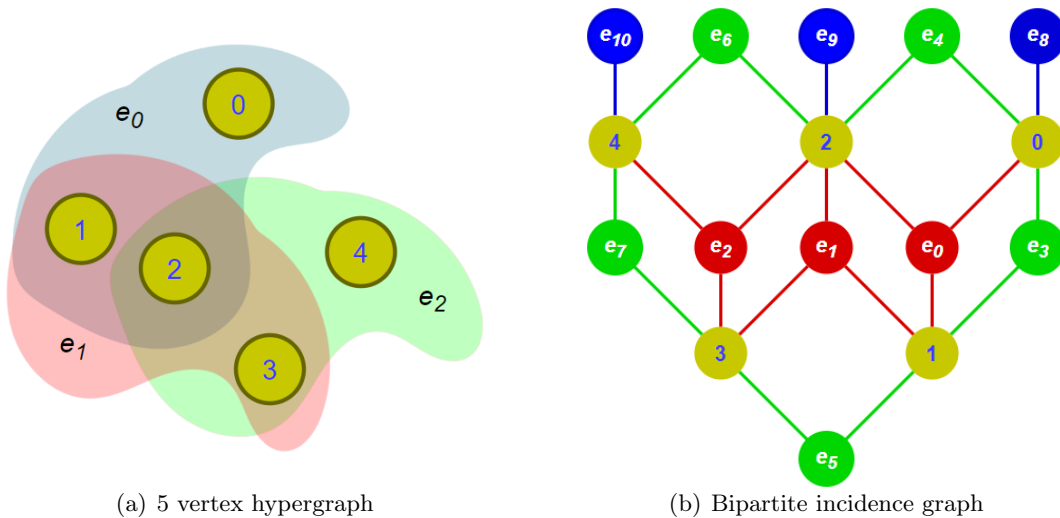 e0
0
1
2
4
e2
e1
3
(a) 5 vertex hypergraph
e10 e6 e9 e4 e8
4 2 0
e7 e2 e1 e0 e3
3 1
e5
(b) Bipartite incidence graph